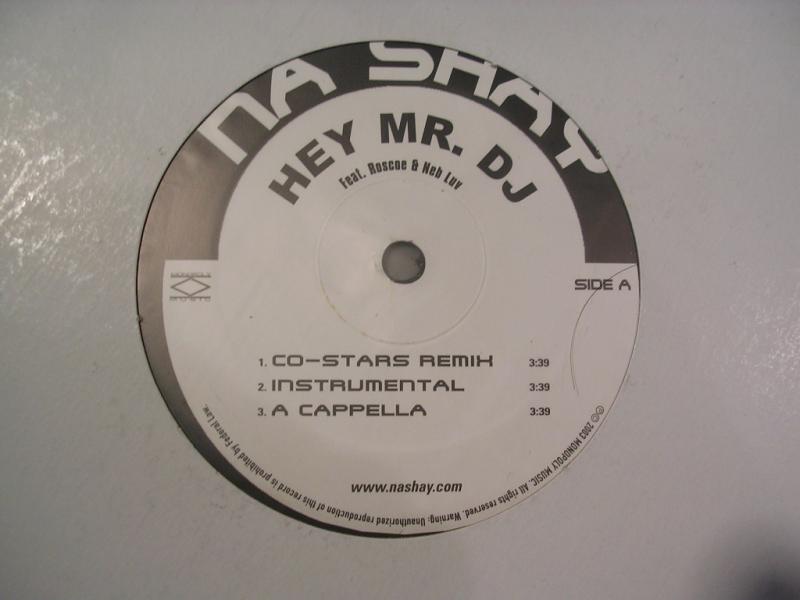 NA SHAY
HEY MR. DJ
Feat. Roscoe & Neb Luv
MONOPOLY
MUSIC
SIDE A
1. CO-STARS REMIX 3:39
2. INSTRUMENTAL 3:39
3. A CAPPELLA 3:39
www.nashay.com
©℗ 2003 MONOPOLY MUSIC. All rights reserved. Warning: Unauthorized reproduction of this record is prohibited by Federal Law.